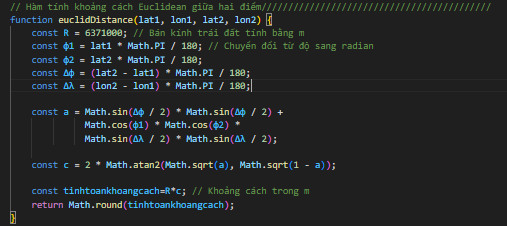 // Hàm tính khoảng cách Euclidean giữa hai điểm//////////////////////////////////////////
function euclidDistance(lat1, lon1, lat2, lon2) {
const R = 6371000; // Bán kính trái đất tính bằng m
const φ1 = lat1 * Math.PI / 180; // Chuyển đổi từ độ sang radian
const φ2 = lat2 * Math.PI / 180;
const Δφ = (lat2 - lat1) * Math.PI / 180;
const Δλ = (lon2 - lon1) * Math.PI / 180;
const a = Math.sin(Δφ / 2) * Math.sin(Δφ / 2) +
Math.cos(φ1) * Math.cos(φ2) *
Math.sin(Δλ / 2) * Math.sin(Δλ / 2);
const c = 2 * Math.atan2(Math.sqrt(a), Math.sqrt(1 - a));
const tinhtoankhoangcach=R*c; // Khoảng cách trong m
return Math.round(tinhtoankhoangcach);
}